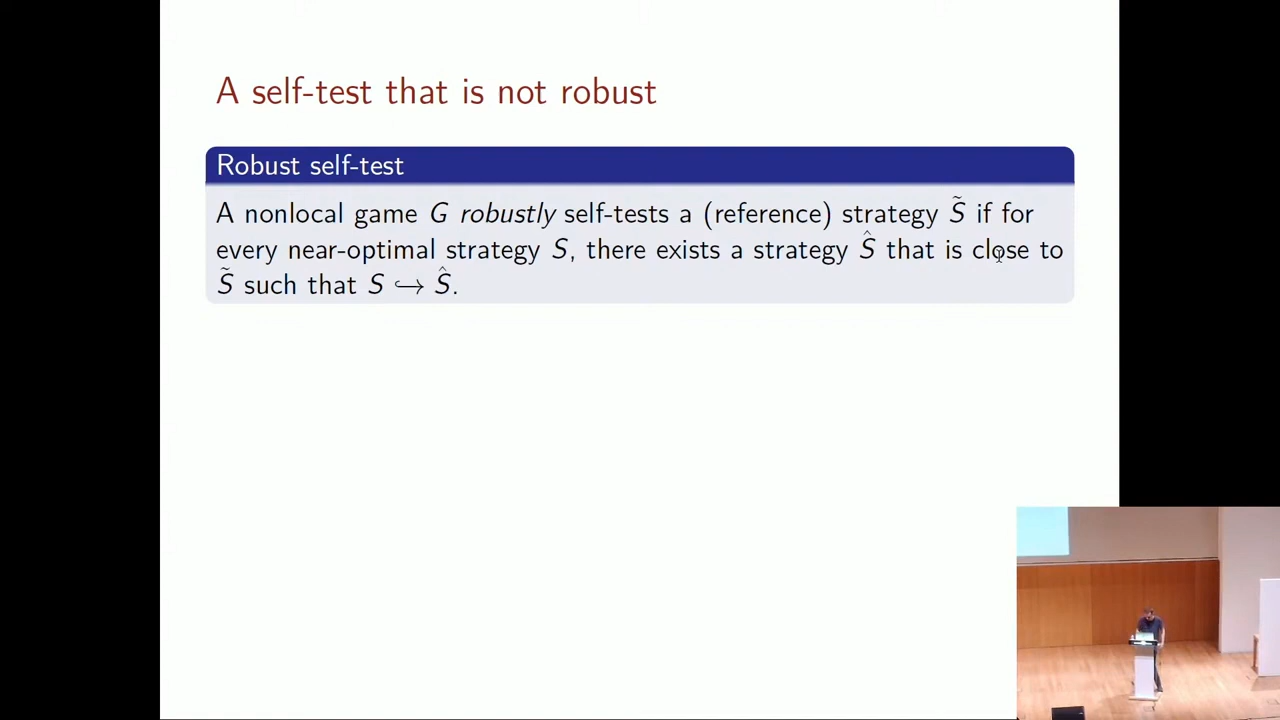 A self-test that is not robust
Robust self-test
A nonlocal game G robustly self-tests a (reference) strategy S̃ if for
every near-optimal strategy S, there exists a strategy Ŝ that is close to
S̃ such that S ↪ Ŝ.